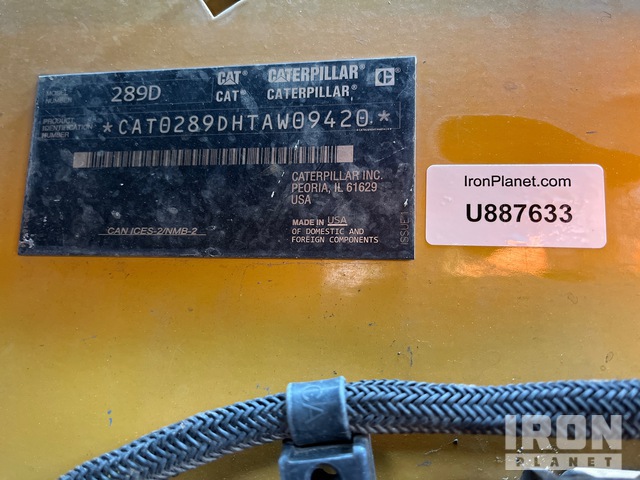 MODEL NUMBER 289D CAT CATERPILLAR C
CAT CATERPILLAR
PRODUCT IDENTIFICATION NUMBER *CAT0289DHTAW09420*
CATERPILLAR INC.
PEORIA, IL 61629
USA
MADE IN USA
OF DOMESTIC AND
FOREIGN COMPONENTS
CAN ICES-2/NMB-2
ISSUE
IronPlanet.com
U887633
IRON
PLANET